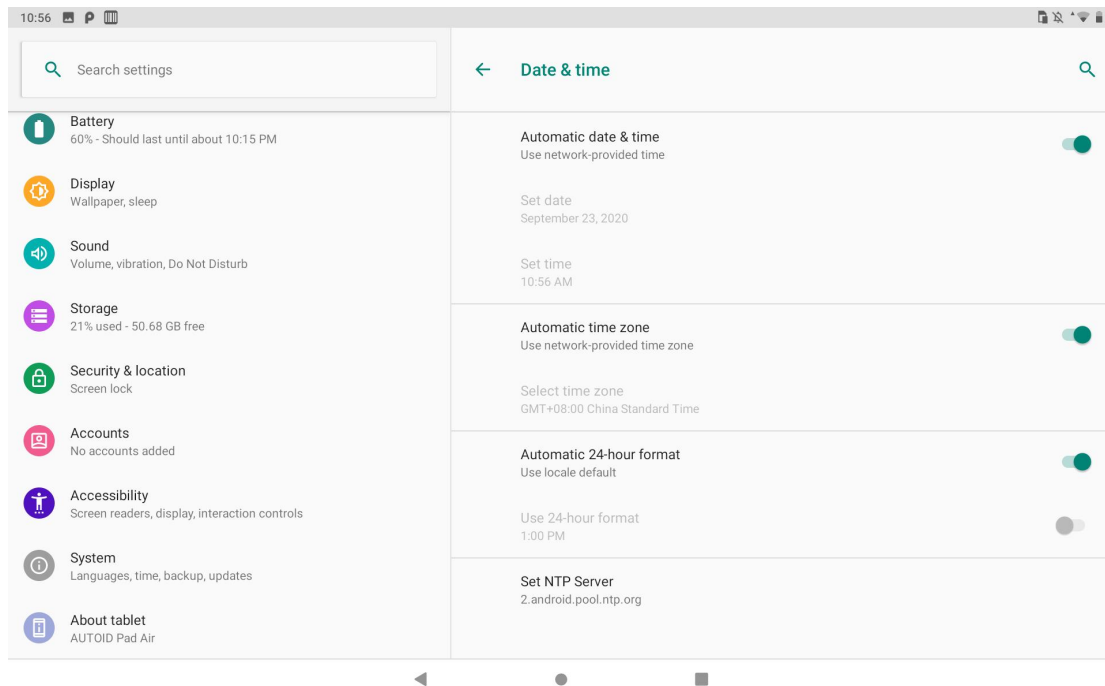 10:56
Search settings
Battery
60% - Should last until about 10:15 PM
Display
Wallpaper, sleep
Sound
Volume, vibration, Do Not Disturb
Storage
21% used - 50.68 GB free
Security & location
Screen lock
Accounts
No accounts added
Accessibility
Screen readers, display, interaction controls
System
Languages, time, backup, updates
About tablet
AUTOID Pad Air
Date & time
Automatic date & time
Use network-provided time
Set date
September 23, 2020
Set time
10:56 AM
Automatic time zone
Use network-provided time zone
Select time zone
GMT+08:00 China Standard Time
Automatic 24-hour format
Use locale default
Use 24-hour format
1:00 PM
Set NTP Server
2.android.pool.ntp.org